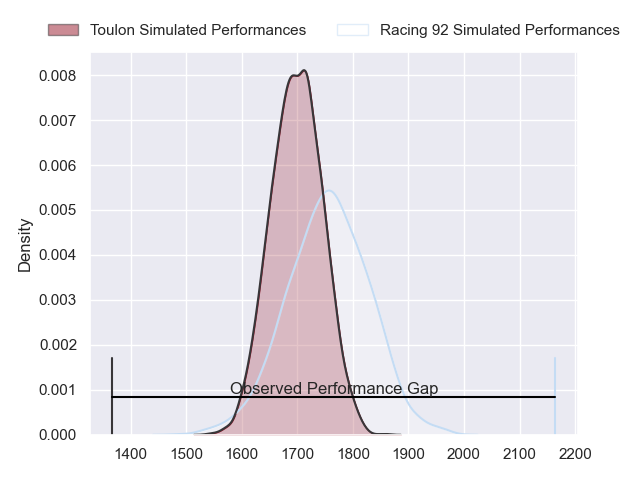 Toulon Simulated Performances Racing 92 Simulated Performances
0.008
0.007
0.006
0.005
0.004
0.003
0.002
0.001
0.000
Density
Observed Performance Gap
1400 1500 1600 1700 1800 1900 2000 2100 2200